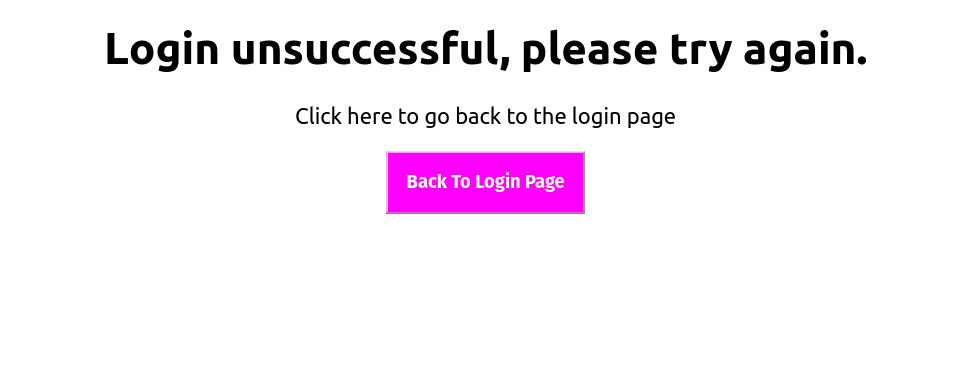 Login unsuccessful, please try again.
Click here to go back to the login page
Back To Login Page